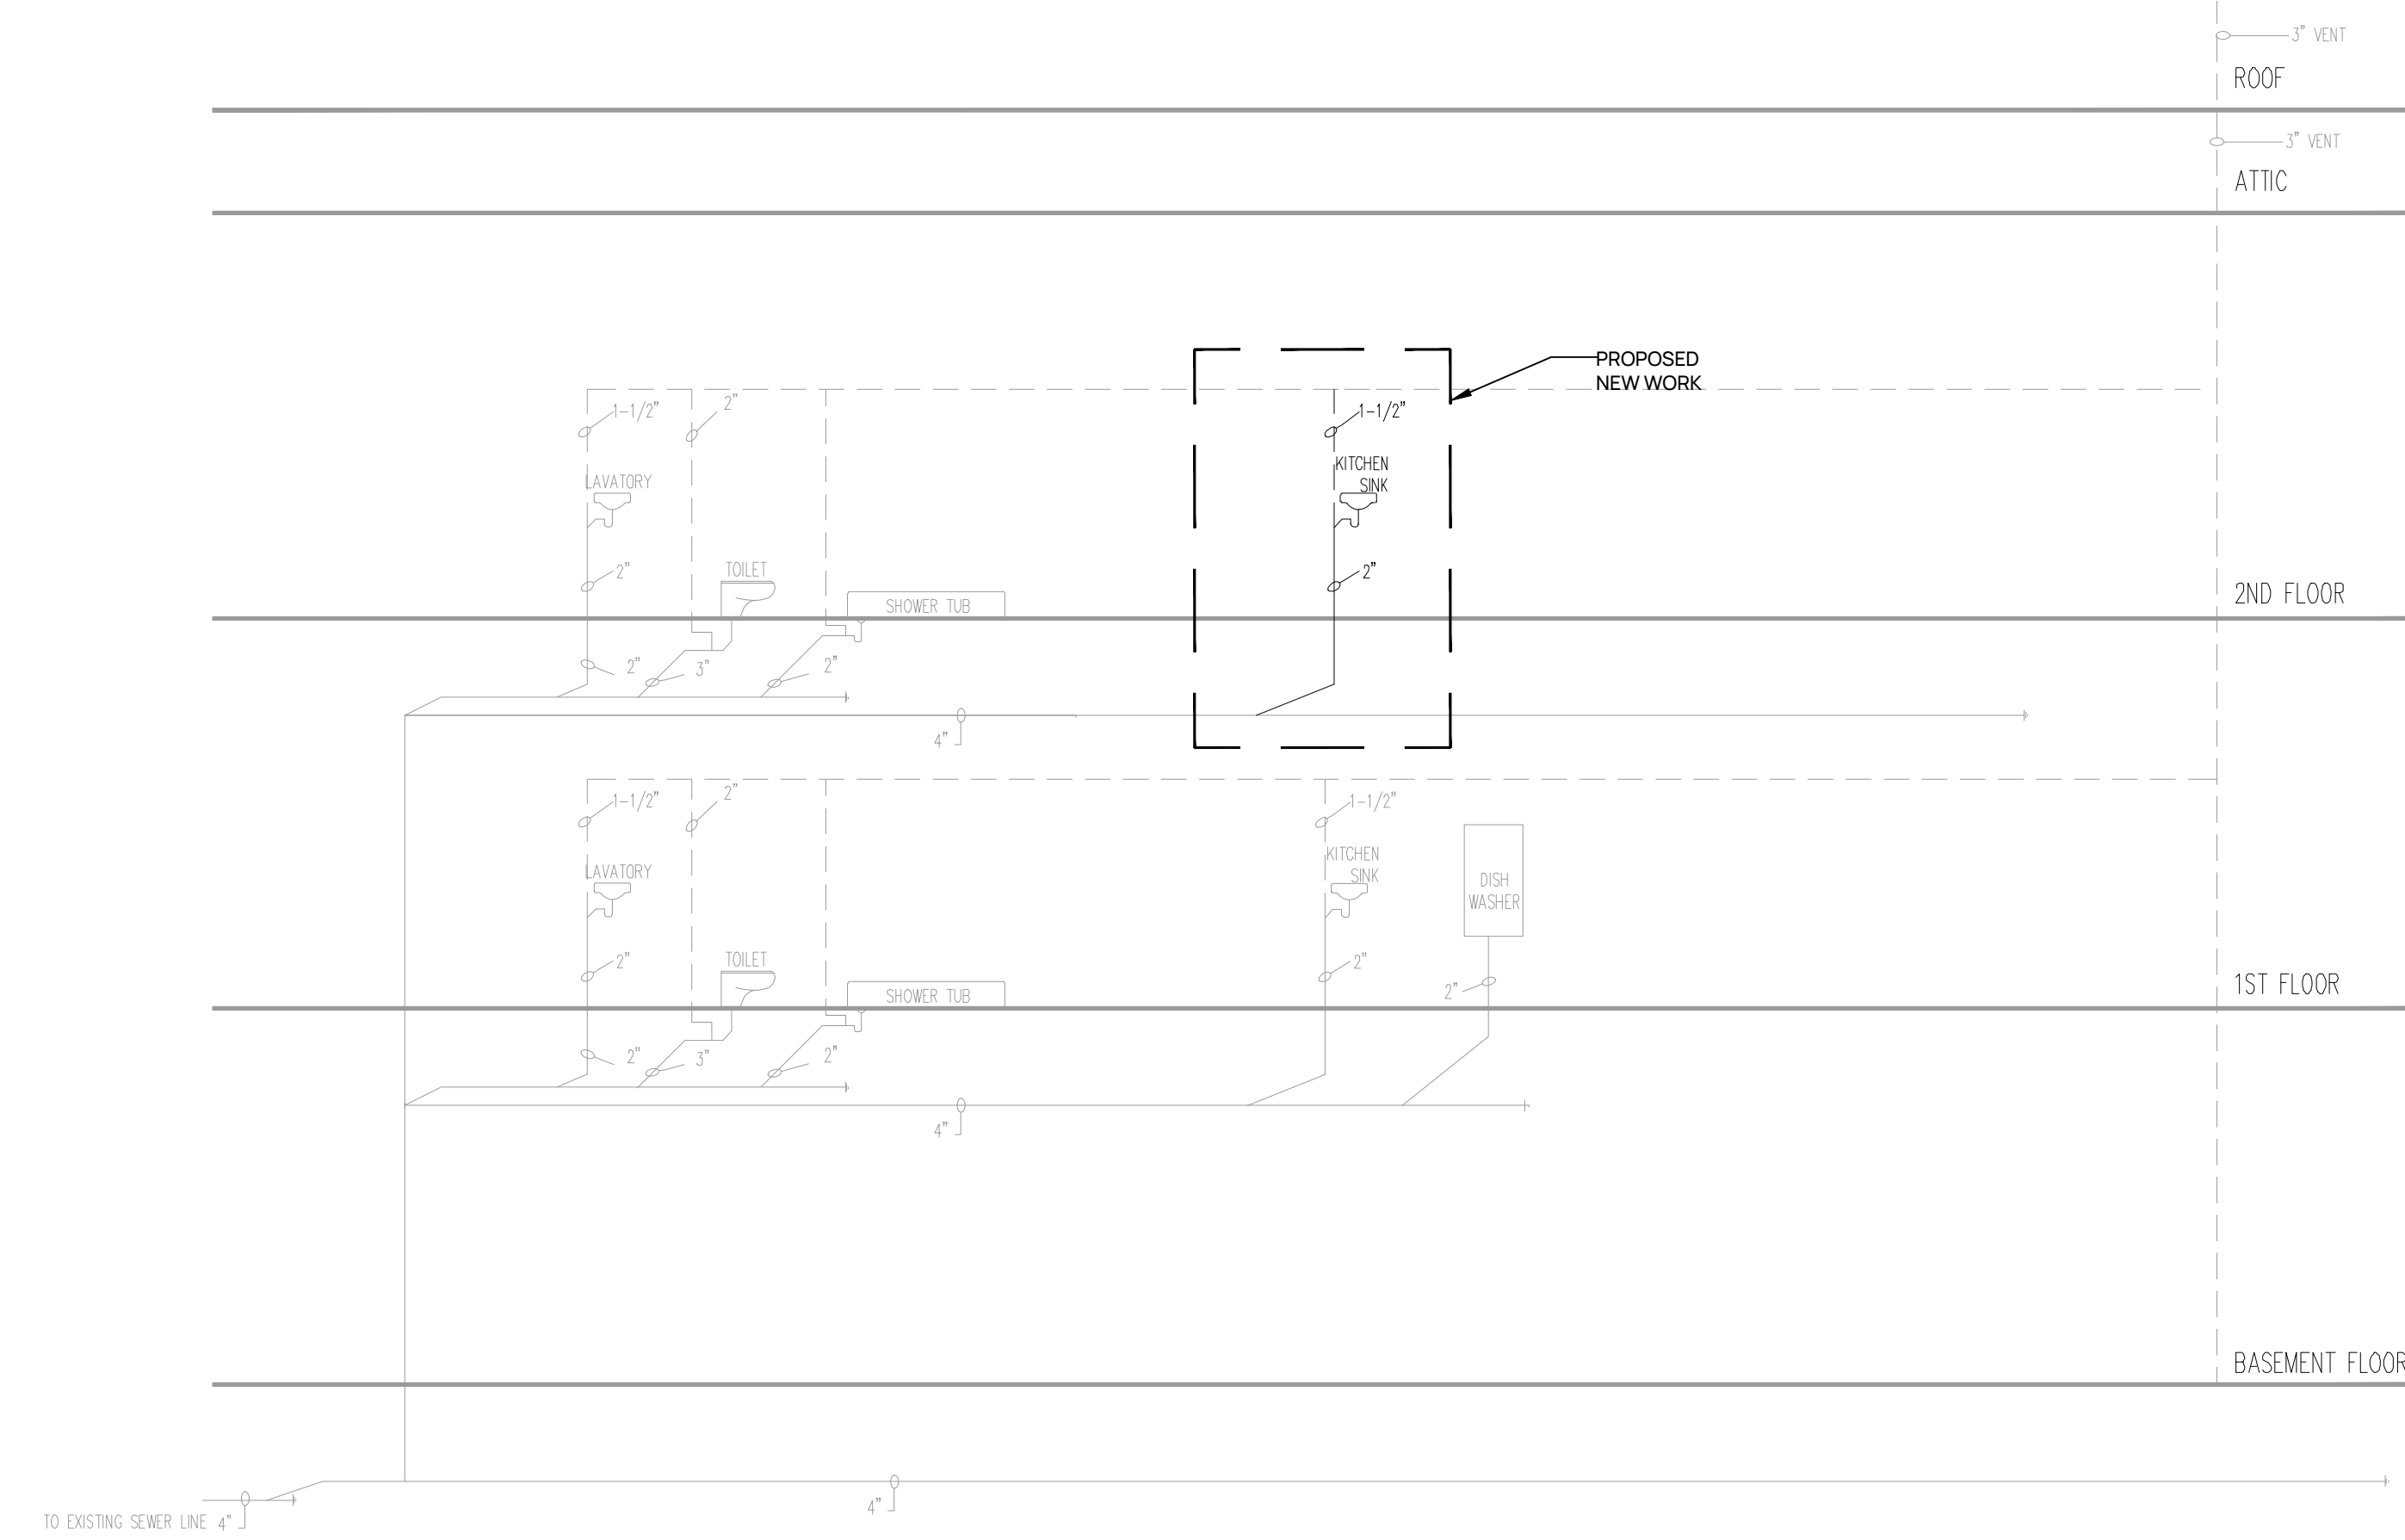 3" VENT
ROOF
3" VENT
ATTIC
PROPOSED
NEW WORK
1-1/2"
2"
1-1/2"
KITCHEN
SINK
LAVATORY
2"
TOILET
2"
SHOWER TUB
2ND FLOOR
2"
3"
2"
4"
1-1/2"
2"
1-1/2"
LAVATORY
KITCHEN
SINK
DISH
WASHER
2"
TOILET
2"
2"
SHOWER TUB
1ST FLOOR
2"
3"
2"
4"
BASEMENT FLOOR
4"
TO EXISTING SEWER LINE 4"